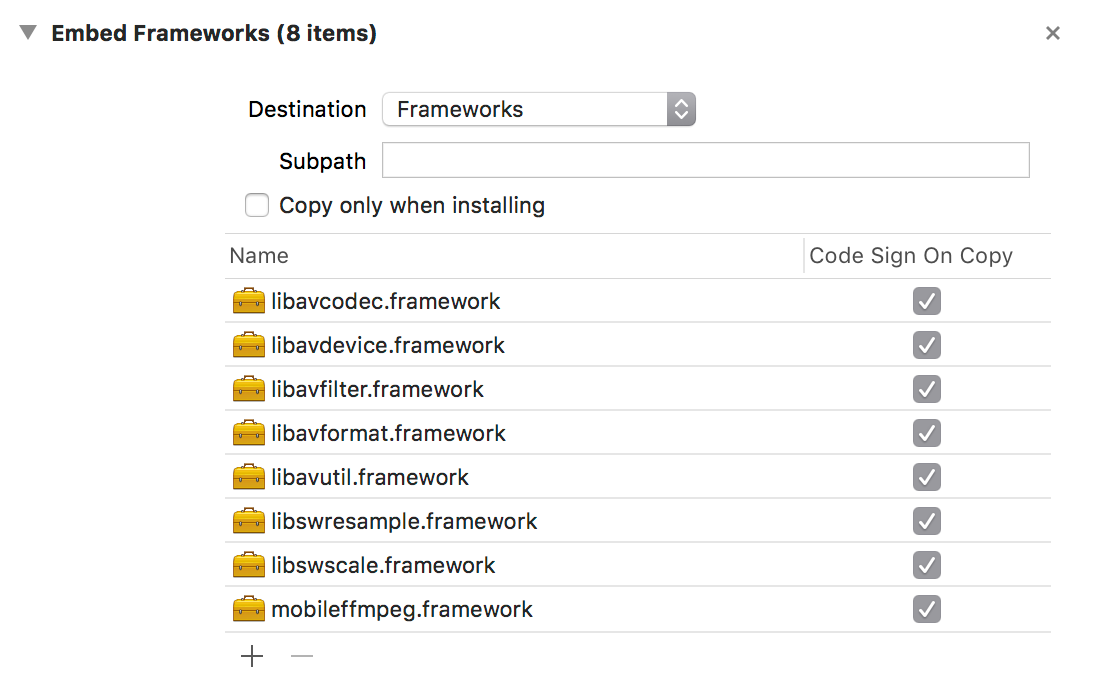 Embed Frameworks (8 items)
Destination Frameworks
Subpath
Copy only when installing
Name Code Sign On Copy
libavcodec.framework
libavdevice.framework
libavfilter.framework
libavformat.framework
libavutil.framework
libswresample.framework
libswscale.framework
mobileffmpeg.framework